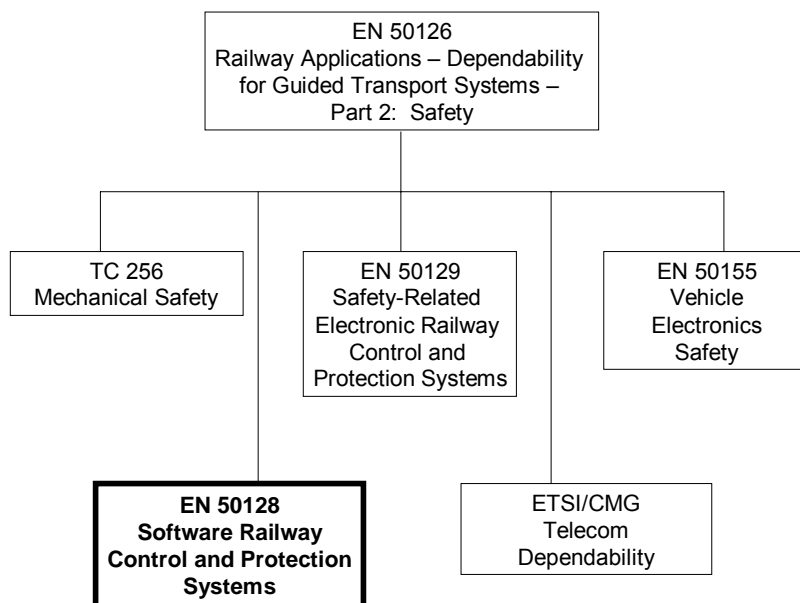 EN 50126
Railway Applications – Dependability
for Guided Transport Systems –
Part 2: Safety
TC 256
Mechanical Safety
EN 50129
Safety-Related
Electronic Railway
Control and
Protection Systems
EN 50155
Vehicle
Electronics
Safety
EN 50128
Software Railway
Control and Protection
Systems
ETSI/CMG
Telecom
Dependability